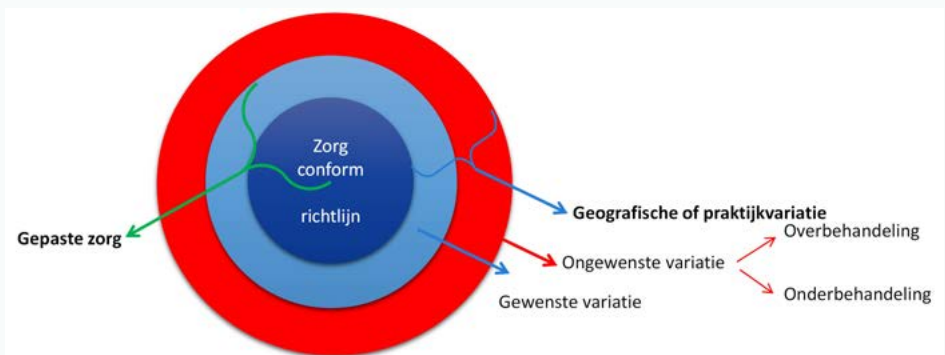 Zorg
conform
richtlijn
Gepaste zorg
Geografische of praktijkvariatie
Overbehandeling
Ongewenste variatie
Onderbehandeling
Gewenste variatie